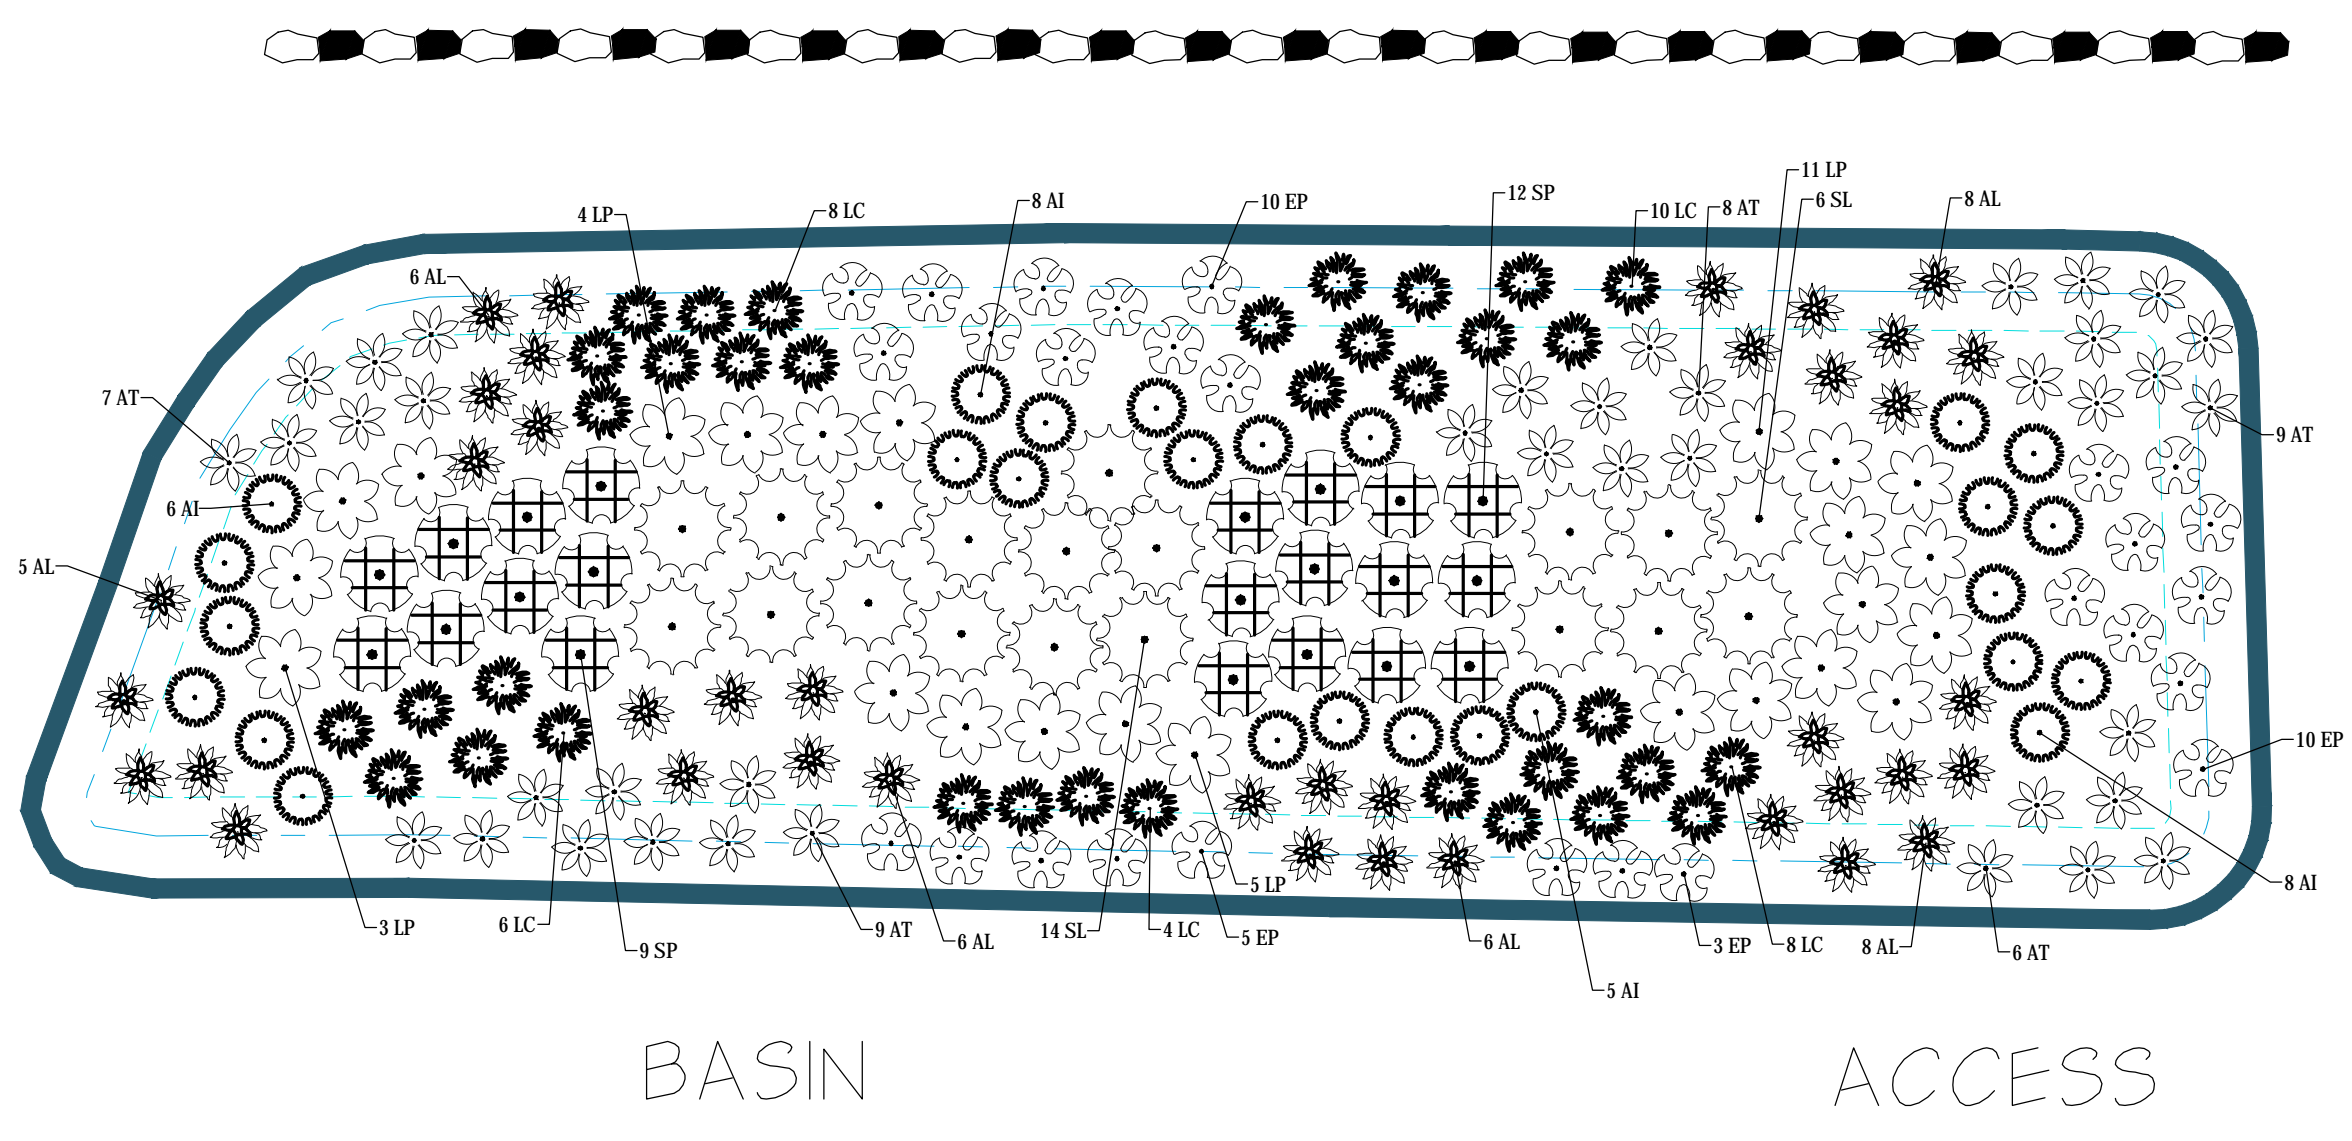 11 LP
12 SP
6 SL
8 AL
8 AI
10 EP
4 LP
8 LC
10 LC
8 AT
6 AL
7 AT
9 AT
6 AI
5 AL
10 EP
8 AI
5 LP
3 LP
6 LC
9 SP
9 AT
6 AL
14 SL
4 LC
5 EP
6 AL
3 EP
8 LC
8 AL
6 AT
5 AI
BASIN
ACCESS